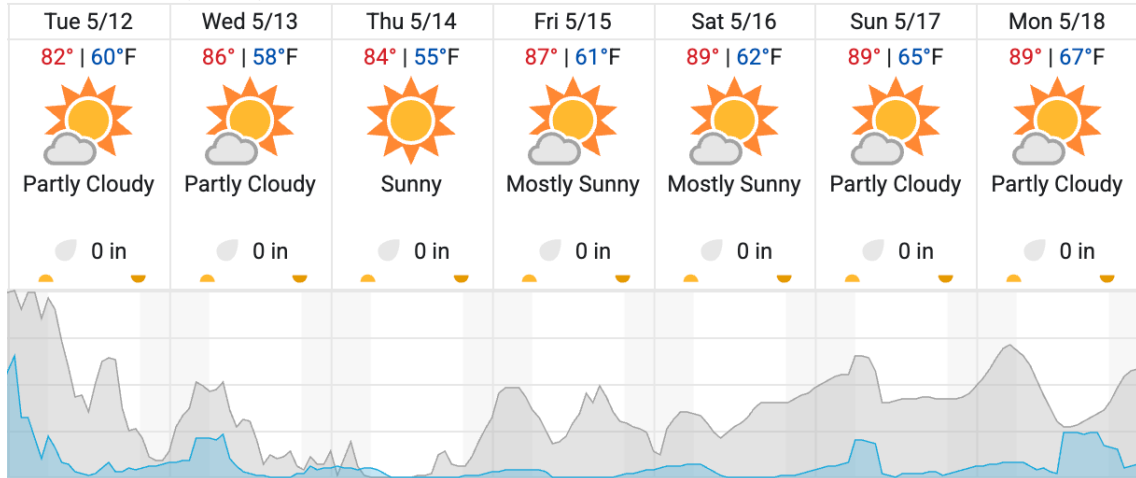 Tue 5/12 Wed 5/13 Thu 5/14 Fri 5/15 Sat 5/16 Sun 5/17 Mon 5/18
82° | 60°F 86° | 58°F 84° | 55°F 87° | 61°F 89° | 62°F 89° | 65°F 89° | 67°F
Partly Cloudy Partly Cloudy Sunny Mostly Sunny Mostly Sunny Partly Cloudy Partly Cloudy
0 in 0 in 0 in 0 in 0 in 0 in 0 in